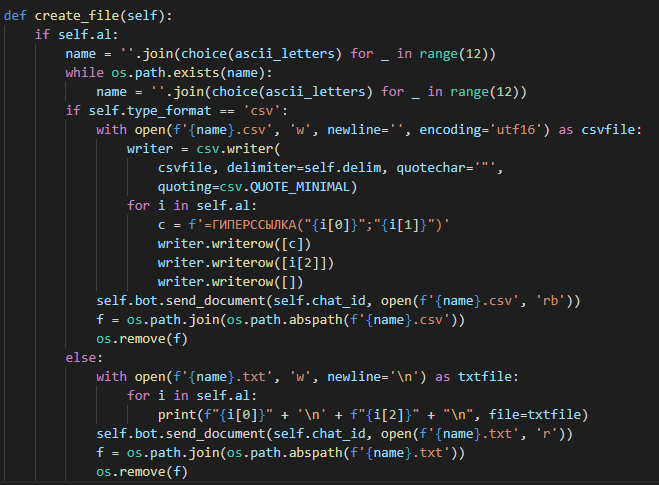 def create_file(self):
    if self.al:
        name = ''.join(choice(ascii_letters) for _ in range(12))
        while os.path.exists(name):
            name = ''.join(choice(ascii_letters) for _ in range(12))
        if self.type_format == 'csv':
            with open(f'{name}.csv', 'w', newline='', encoding='utf16') as csvfile:
                writer = csv.writer(
                    csvfile, delimiter=self.delim, quotechar='"',
                    quoting=csv.QUOTE_MINIMAL)
                for i in self.al:
                    c = f'=ГИПЕРССЫЛКА("{i[0]}";"{i[1]}")'
                    writer.writerow([c])
                    writer.writerow([i[2]])
                    writer.writerow([])
            self.bot.send_document(self.chat_id, open(f'{name}.csv', 'rb'))
            f = os.path.join(os.path.abspath(f'{name}.csv'))
            os.remove(f)
        else:
            with open(f'{name}.txt', 'w', newline='\n') as txtfile:
                for i in self.al:
                    print(f"{i[0]}" + '\n' + f"{i[2]}" + "\n", file=txtfile)
            self.bot.send_document(self.chat_id, open(f'{name}.txt', 'r'))
            f = os.path.join(os.path.abspath(f'{name}.txt'))
            os.remove(f)